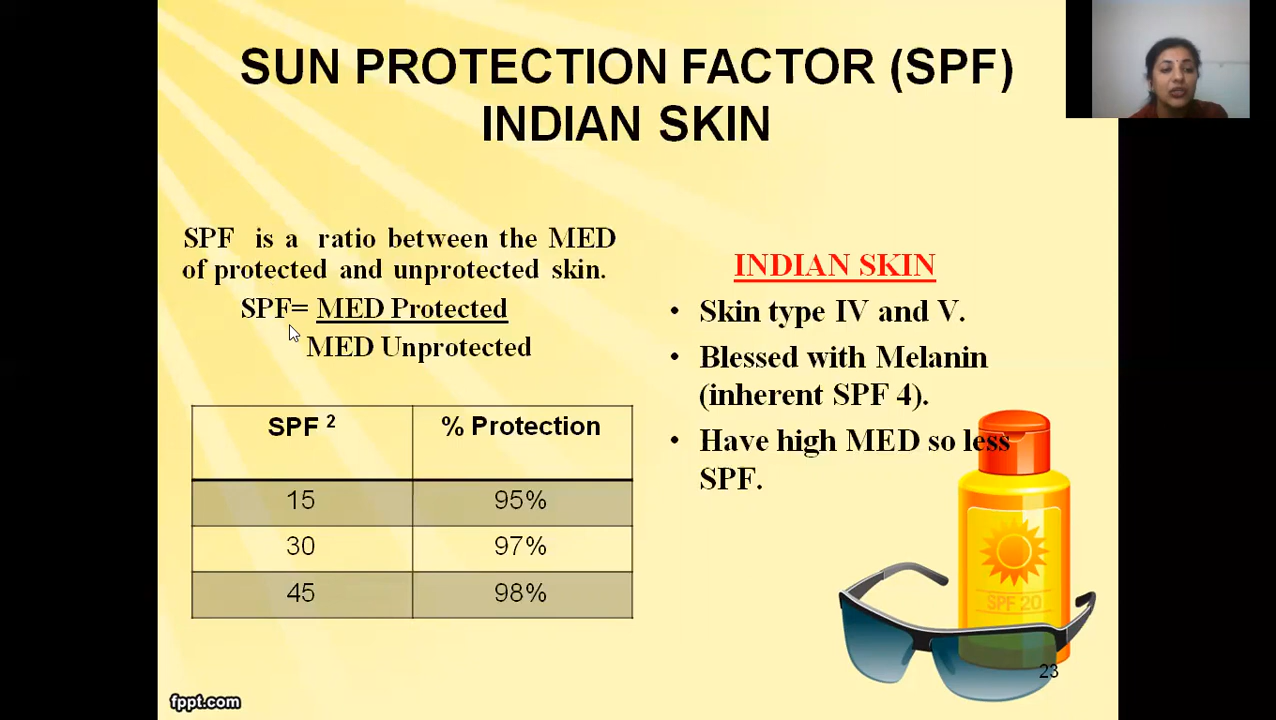 SUN PROTECTION FACTOR (SPF)
INDIAN SKIN
SPF is a ratio between the MED
of protected and unprotected skin.
SPF= MED Protected
MED Unprotected
SPF 2 % Protection
15 95%
30 97%
45 98%
INDIAN SKIN
• Skin type IV and V.
• Blessed with Melanin
(inherent SPF 4).
• Have high MED so less
SPF.
SPF 20
23
fppt.com